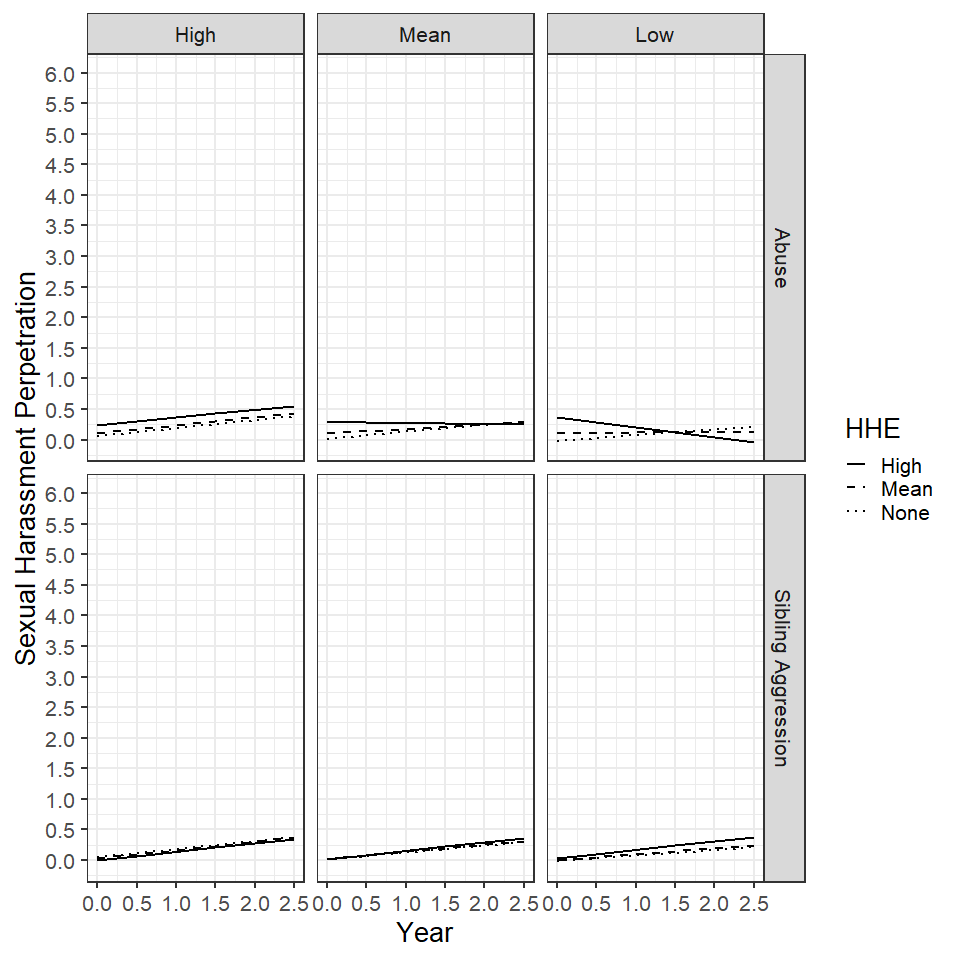 High Mean Low
Sexual Harassment Perpetration
6.0
5.5
5.0
4.5
4.0
3.5
3.0
2.5
2.0
1.5
1.0
0.5
0.0
Abuse
6.0
5.5
5.0
4.5
4.0
3.5
3.0
2.5
2.0
1.5
1.0
0.5
0.0
Sibling Aggression
0.0 0.5 1.0 1.5 2.0 2.5 0.0 0.5 1.0 1.5 2.0 2.5 0.0 0.5 1.0 1.5 2.0 2.5
Year
HHE
High
Mean
None